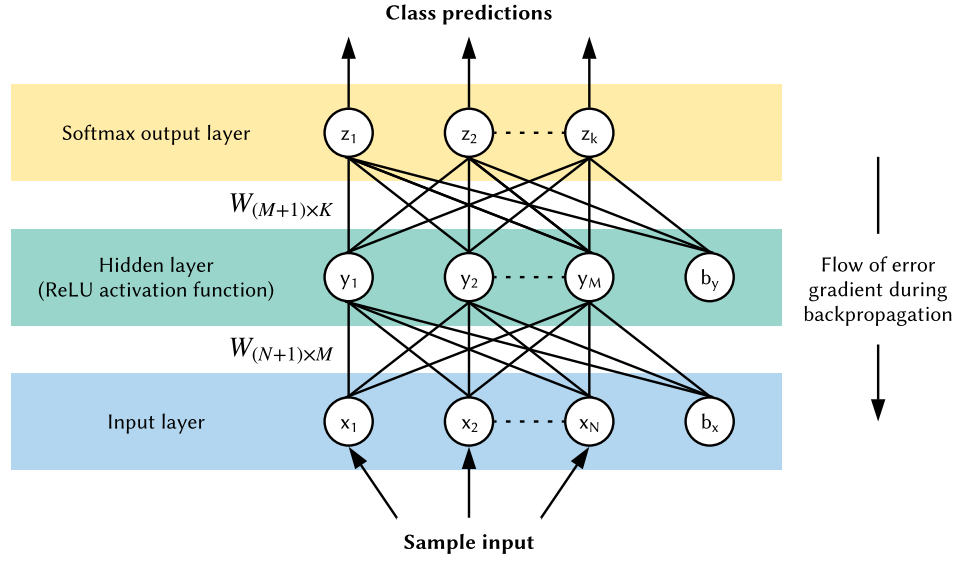 Class predictions
Softmax output layer
z1 z2 zk
W(M+1)×K
Hidden layer
(ReLU activation function)
y1 y2 yM by
Flow of error
gradient during
backpropagation
W(N+1)×M
Input layer
x1 x2 xN bx
Sample input